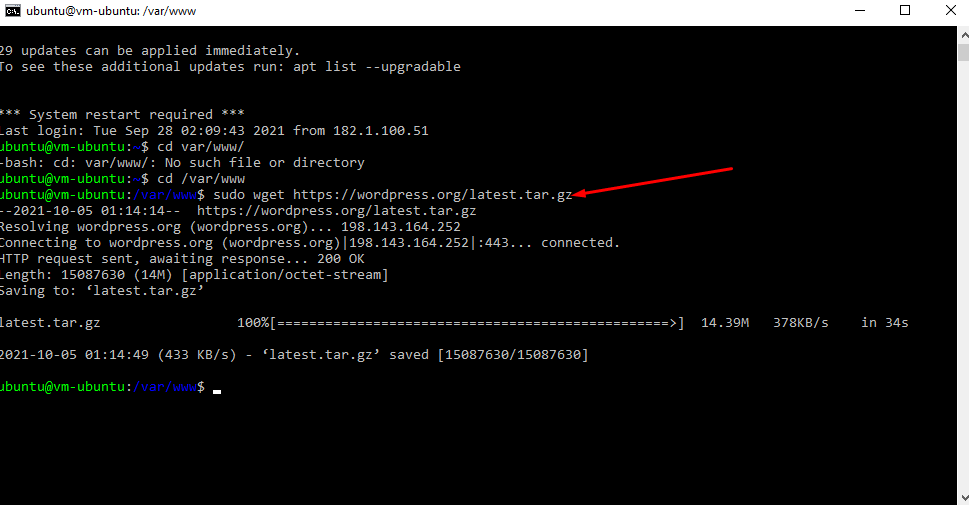 ubuntu@vm-ubuntu: /var/www
29 updates can be applied immediately.
To see these additional updates run: apt list --upgradable
*** System restart required ***
Last login: Tue Sep 28 02:09:43 2021 from 182.1.100.51
ubuntu@vm-ubuntu:~$ cd var/www/
-bash: cd: var/www/: No such file or directory
ubuntu@vm-ubuntu:~$ cd /var/www
ubuntu@vm-ubuntu:/var/www$ sudo wget https://wordpress.org/latest.tar.gz
--2021-10-05 01:14:14-- https://wordpress.org/latest.tar.gz
Resolving wordpress.org (wordpress.org)... 198.143.164.252
Connecting to wordpress.org (wordpress.org)|198.143.164.252|:443... connected.
HTTP request sent, awaiting response... 200 OK
Length: 15087630 (14M) [application/octet-stream]
Saving to: ‘latest.tar.gz’
latest.tar.gz 100%[=================================================>] 14.39M 378KB/s in 34s
2021-10-05 01:14:49 (433 KB/s) - ‘latest.tar.gz’ saved [15087630/15087630]
ubuntu@vm-ubuntu:/var/www$